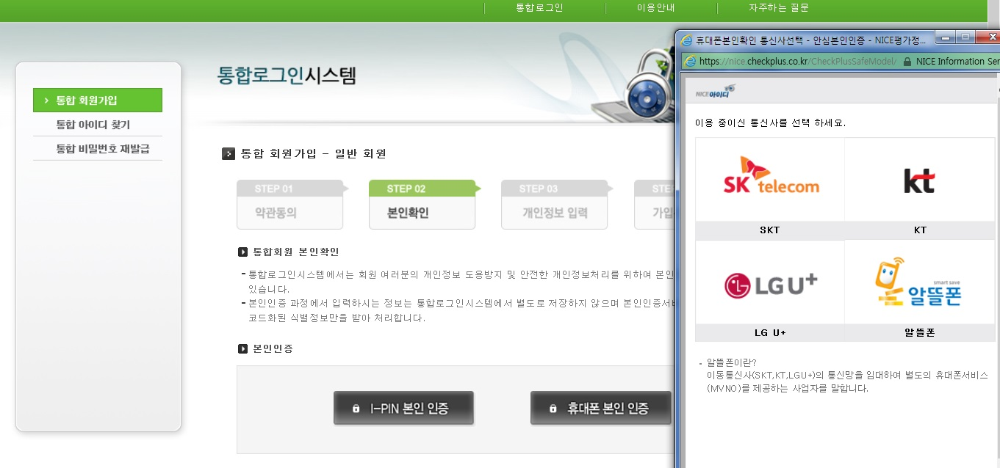 통합로그인
이용안내
자주하는 질문
통합로그인시스템
통합 회원가입
통합 아이디 찾기
통합 비밀번호 재발급
통합 회원가입 – 일반 회원
STEP 01
약관동의
STEP 02
본인확인
STEP 03
개인정보 입력
STE
가입
통합회원 본인확인
-통합로그인시스템에서는 회원 여러분의 개인정보 도용방지 및 안전한 개인정보처리를 위하여 본인
있습니다.
-본인인증 과정에서 입력하시는 정보는 통합로그인시스템에서 별도로 저장하지 않으며 본인인증서비
코드화된 식별정보만을 받아 처리합니다.
본인인증
I-PIN 본인 인증
휴대폰 본인 인증
휴대폰본인확인 통신사선택 - 안심본인인증 - NICE평가정...
https://nice.checkplus.co.kr/CheckPlusSafeModel/
NICE Information Ser
NICE아이디
이용 중이신 통신사를 선택 하세요.
SK telecom
kt
SKT
KT
LG U+
smart save
알뜰폰
LG U+
알뜰폰
- 알뜰폰이란?
이동통신사(SKT,KT,LGU+)의 통신망을 임대하여 별도의 휴대폰서비스
(MVNO)를 제공하는 사업자를 말합니다.